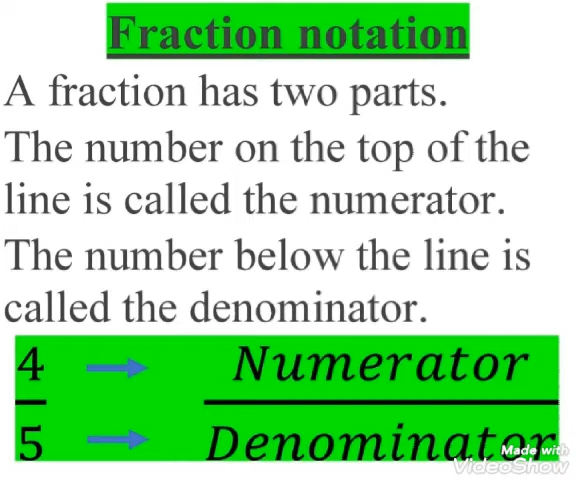 Fraction notation
A fraction has two parts.
The number on the top of the
line is called the numerator.
The number below the line is
called the denominator.
4 → Numerator
5 → Denominator
Made with
VideoShow